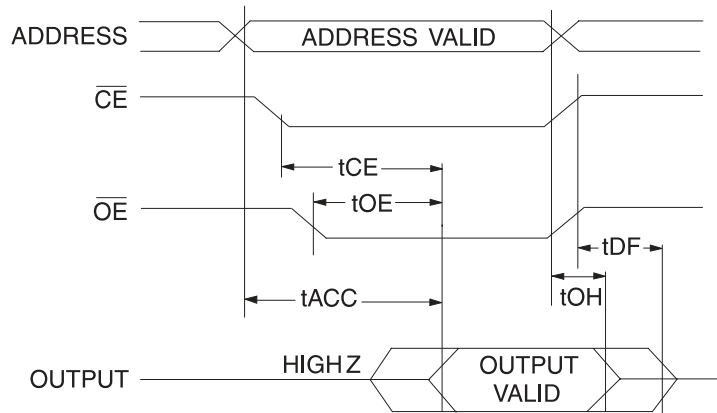 ADDRESS
ADDRESS VALID
CE
tCE
OE
tOE
tDF
tACC
tOH
OUTPUT
HIGH Z
OUTPUT
VALID